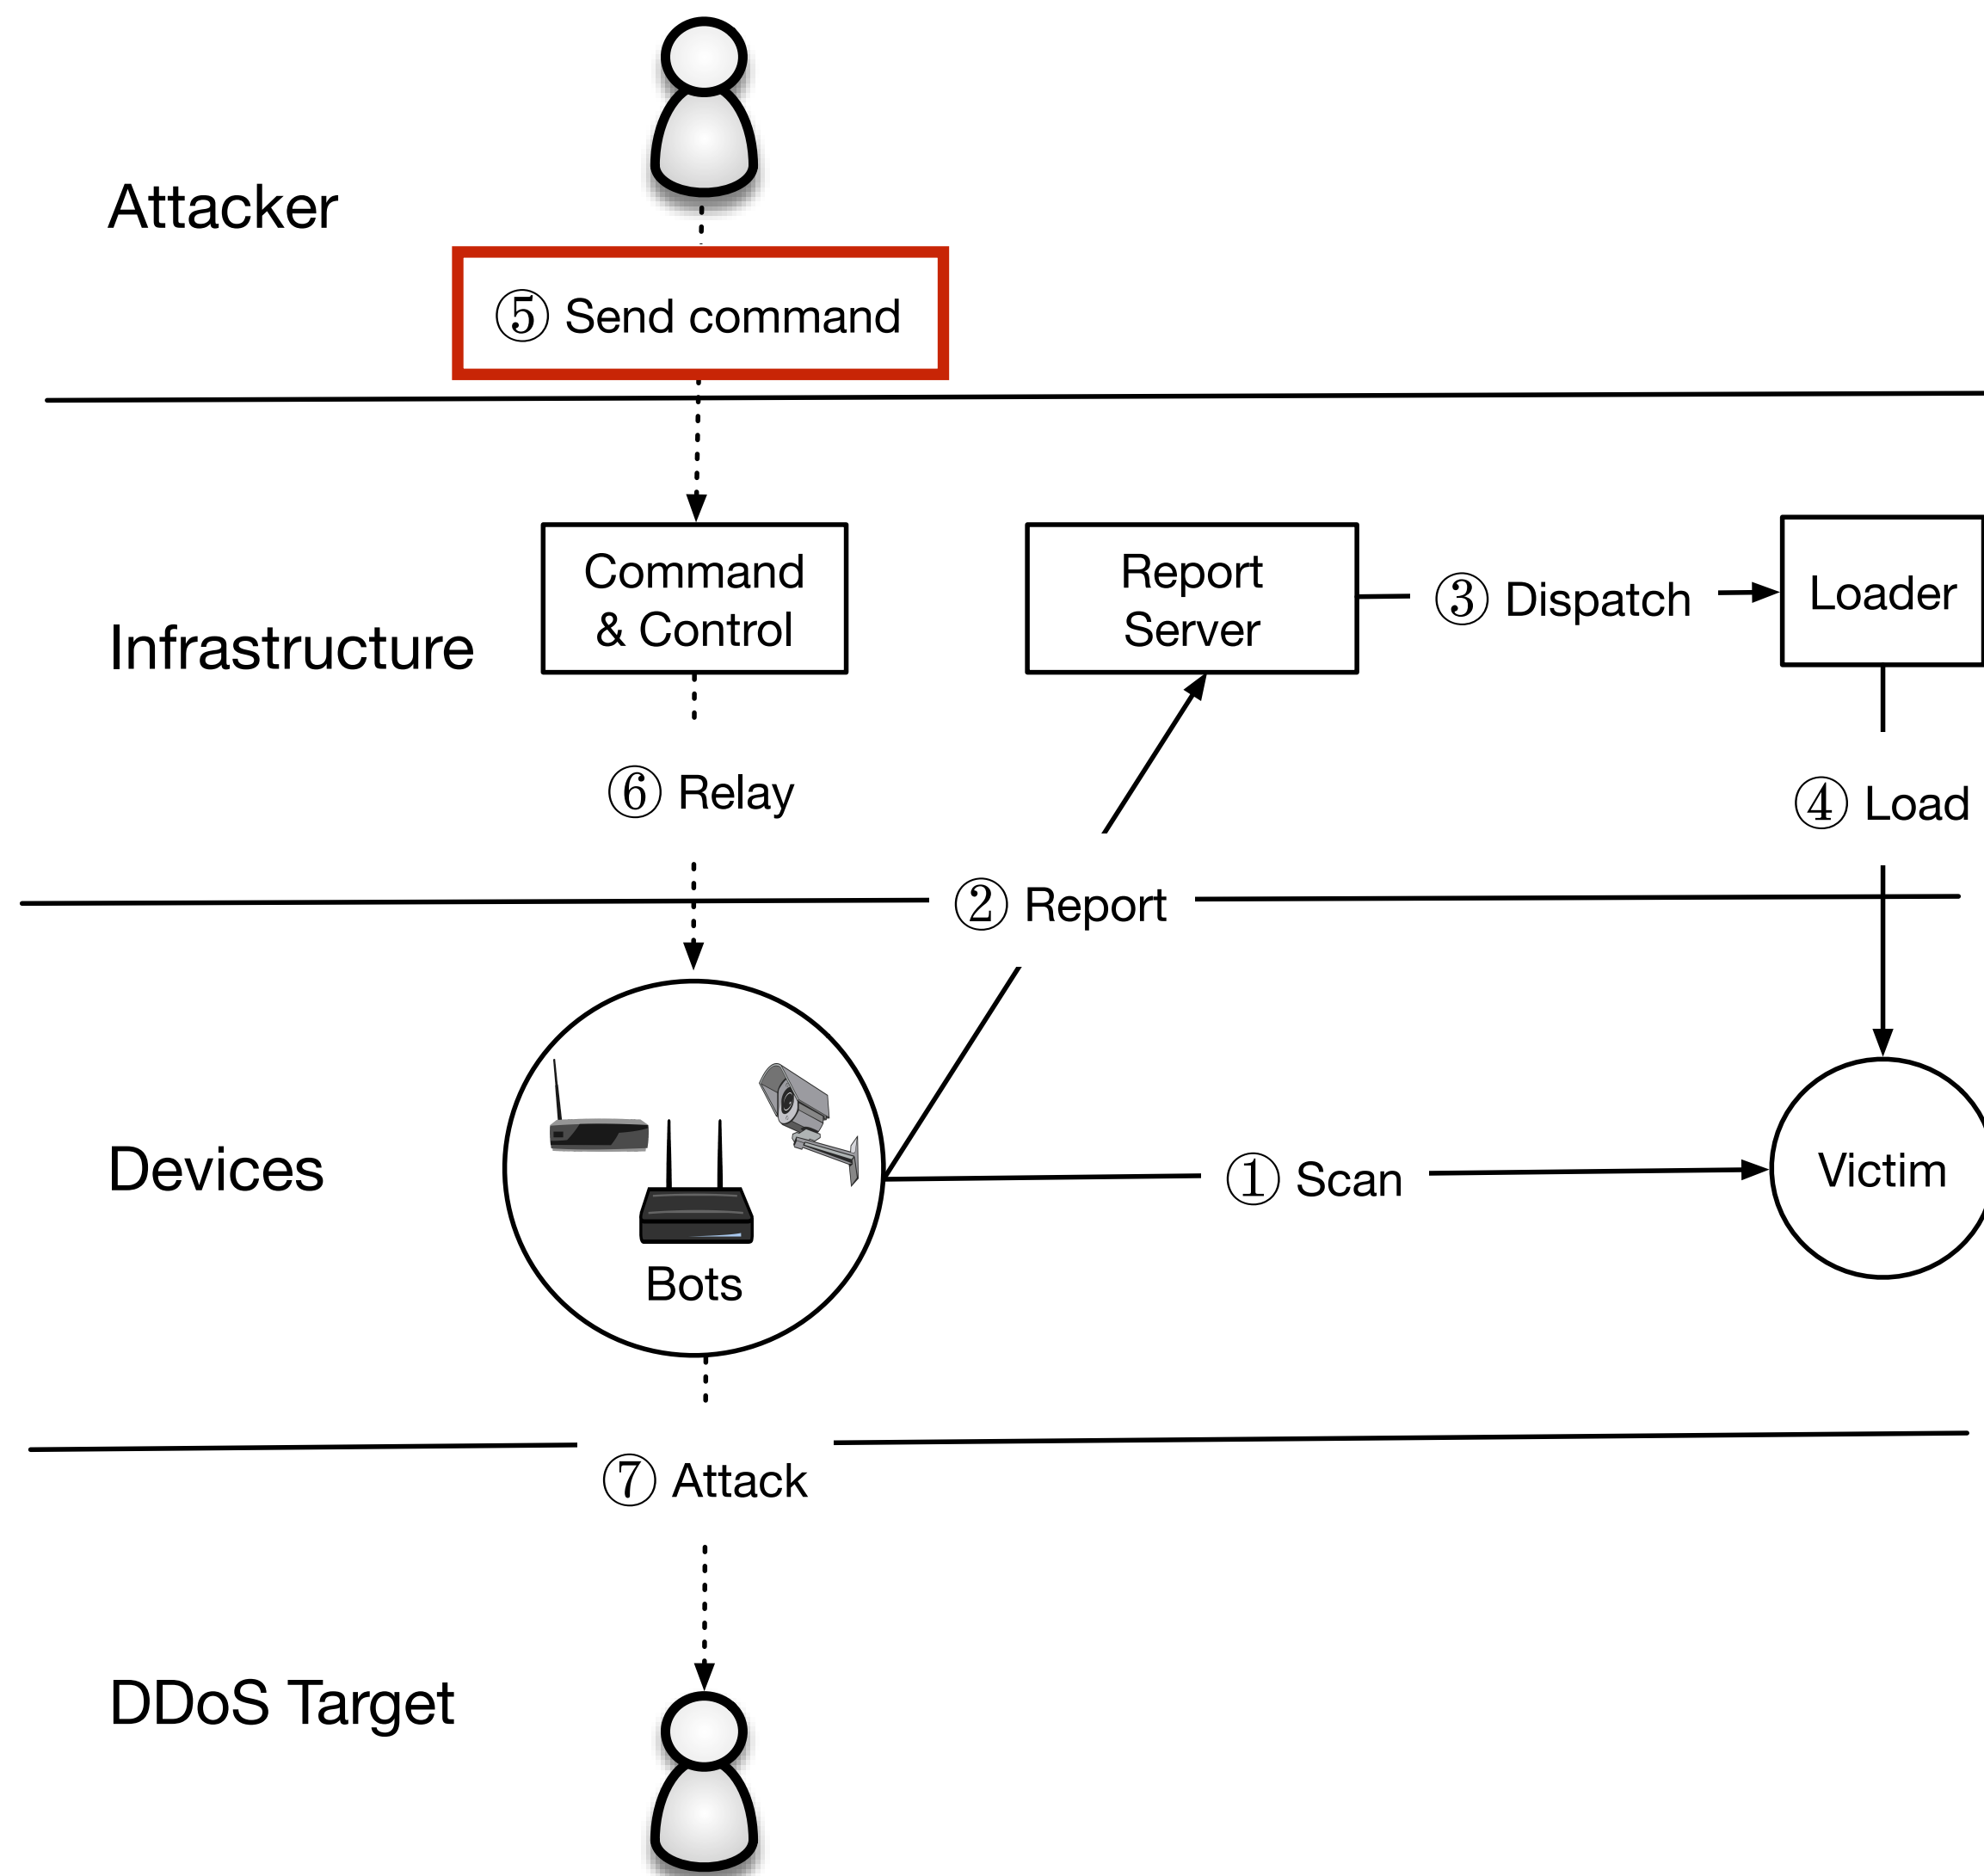 Attacker
⑤ Send command
Infrastructure
Command
& Control
Report
Server
③ Dispatch
Loader
⑥ Relay
④ Load
② Report
Devices
Bots
① Scan
Victim
⑦ Attack
DDoS Target